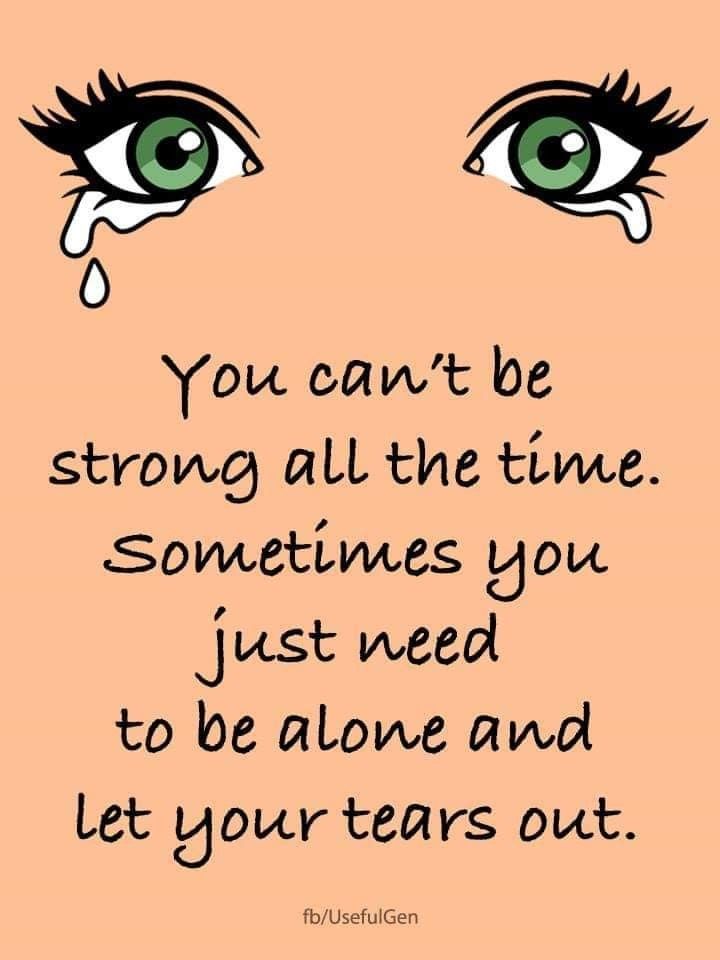 You can't be
strong all the time.
Sometimes you
just need
to be alone and
let your tears out.
fb/UsefulGen